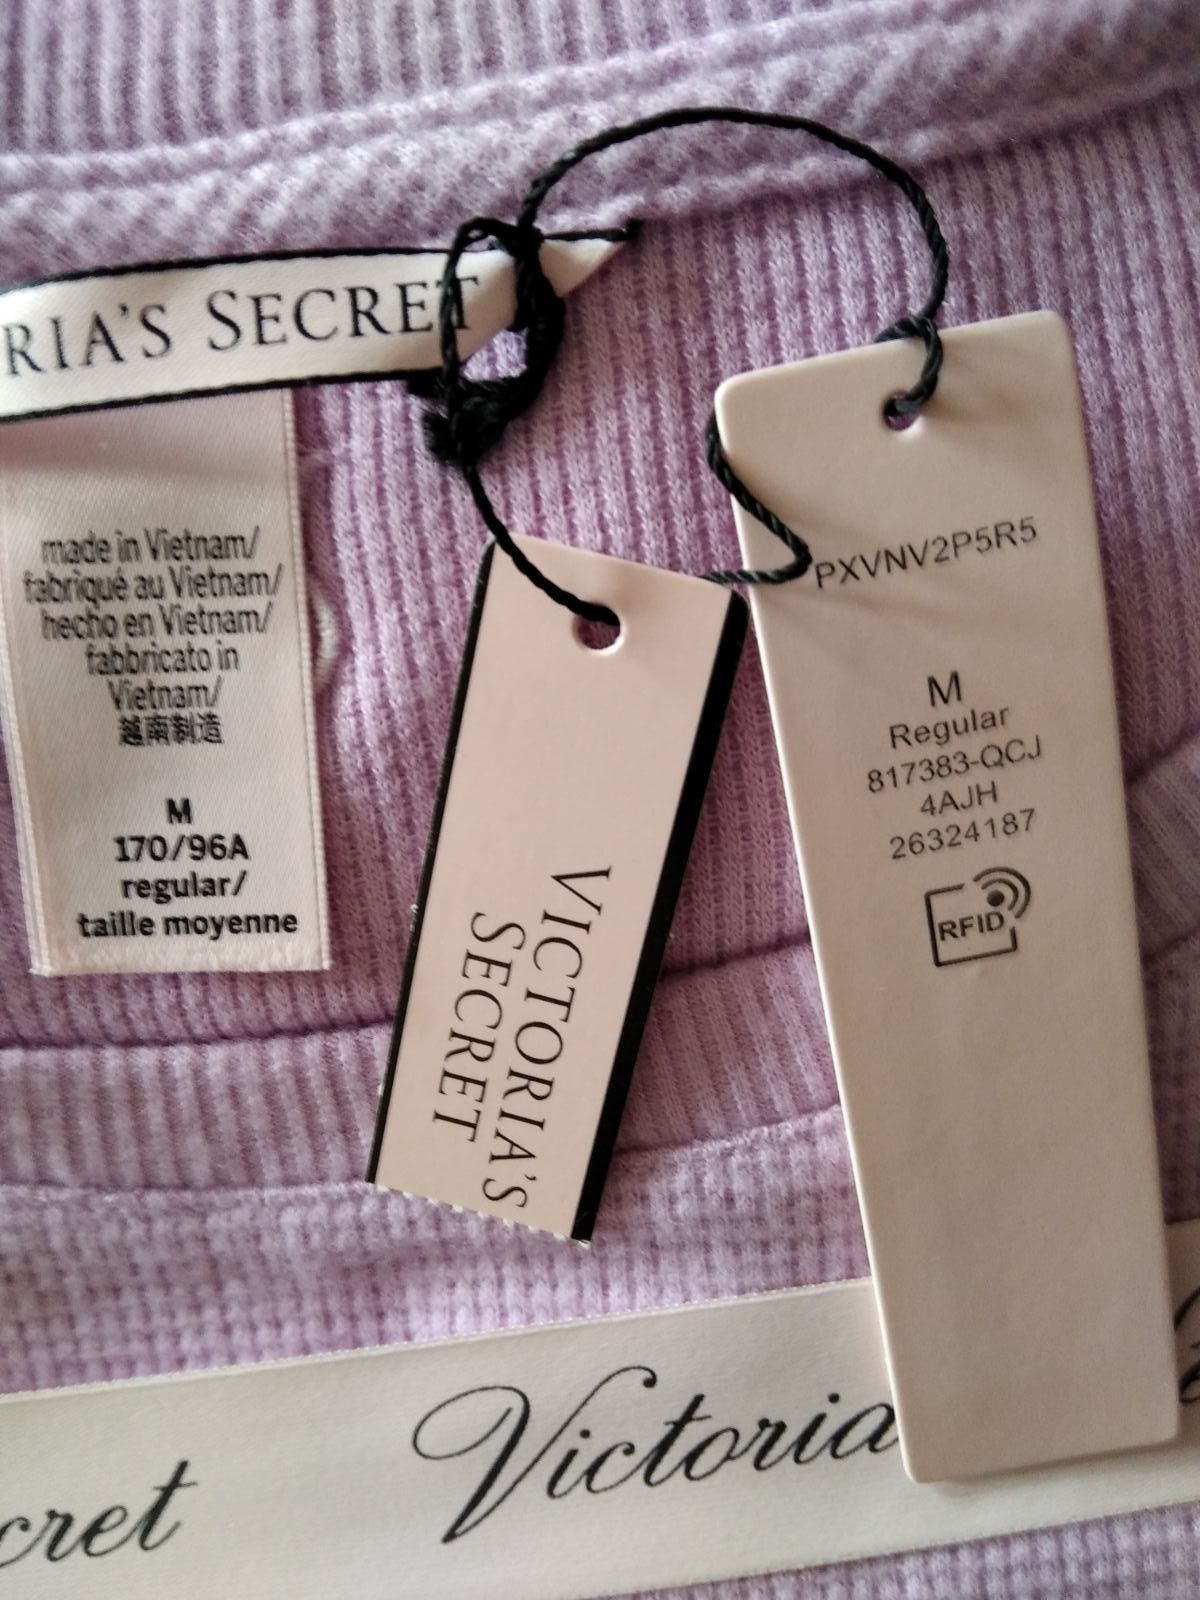 RIA'S SECRET
made in Vietnam/
fabriqué au Vietnam/
hecho en Vietnam/
fabbricato in
Vietnam/
越南制造
M
170/96A
regular/
taille moyenne
VICTORIA'S
SECRET
PXVNV2P5R5
M
Regular
817383-QCJ
4AJH
26324187
RFID
cret Victoria